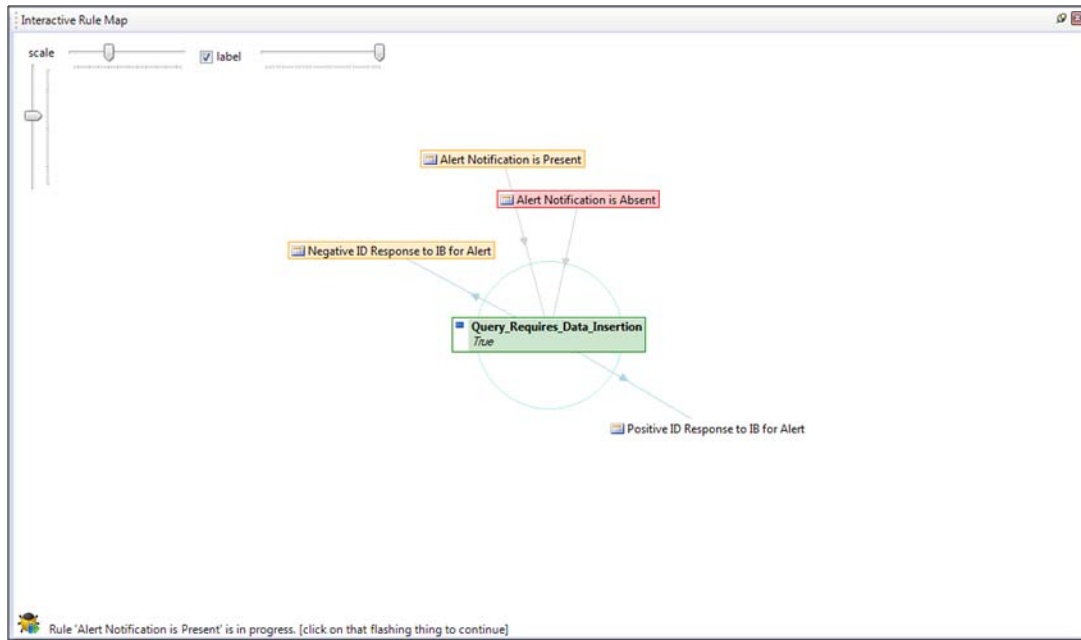 Interactive Rule Map
scale
label
Alert Notification is Present
Alert Notification is Absent
Negative ID Response to IB for Alert
Query_Requires_Data_Insertion
True
Positive ID Response to IB for Alert
Rule 'Alert Notification is Present' is in progress. [click on that flashing thing to continue]